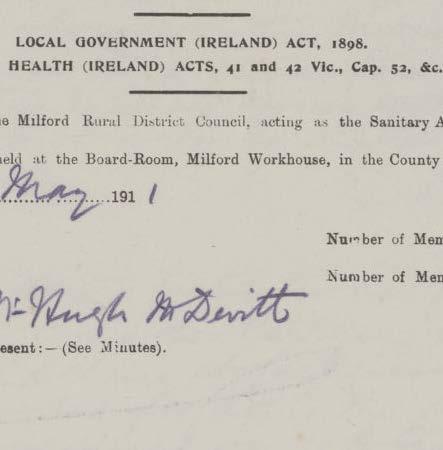 LOCAL GOVERNMENT (IRELAND) ACT, 1898.
HEALTH (IRELAND) ACTS, 41 and 42 Vic., Cap. 52, &c.
e Milford Rural District Council, acting as the Sanitary A
held at the Board-Room, Milford Workhouse, in the County
May 1911
Number of Mem
Number of Mem
Mr Hugh McDevitt
resent:—(See Minutes).